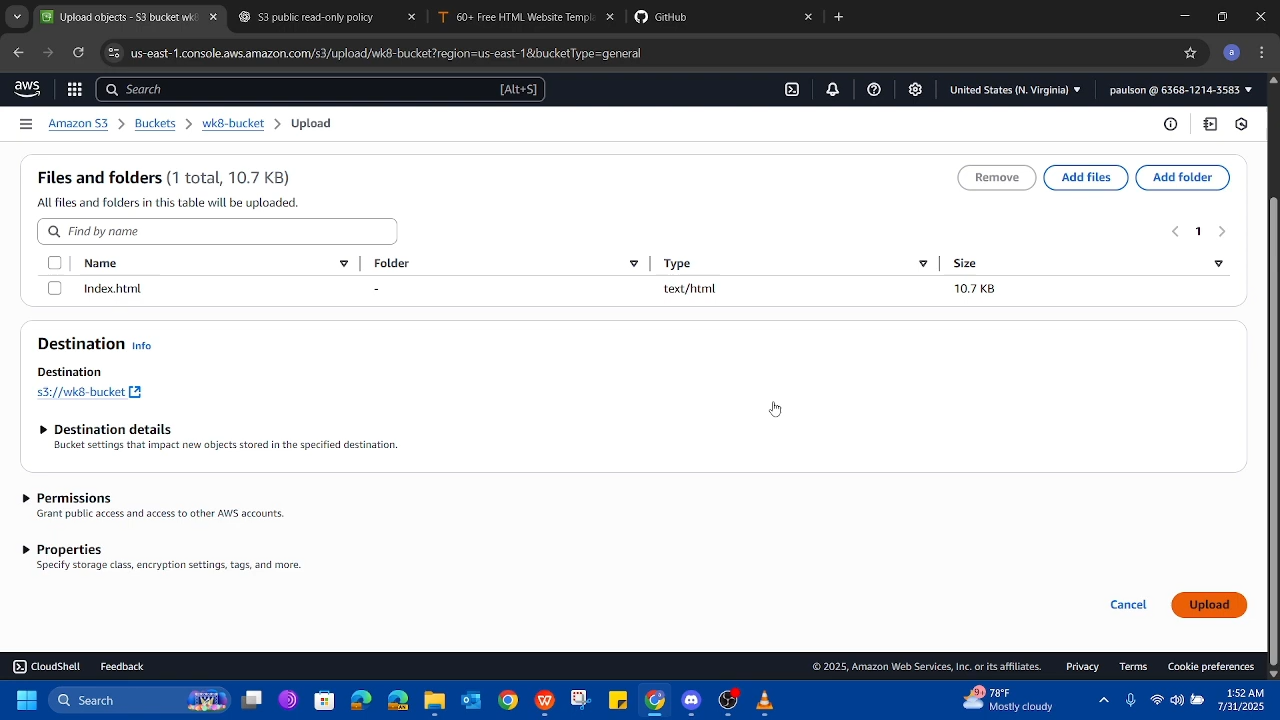 Upload objects - S3 bucket wk8
S3 public read-only policy
60+ Free HTML Website Templa
GitHub
us-east-1.console.aws.amazon.com/s3/upload/wk8-bucket?region=us-east-1&bucketType=general
a
aws
Search [Alt+S]
United States (N. Virginia)
paulson @ 6368-1214-3583
Amazon S3
Buckets
wk8-bucket
Upload
Files and folders (1 total, 10.7 KB)
Remove
Add files
Add folder
All files and folders in this table will be uploaded.
Find by name
1
Name Folder Type Size
Index.html - text/html 10.7 KB
Destination Info
Destination
s3://wk8-bucket
Destination details
Bucket settings that impact new objects stored in the specified destination.
Permissions
Grant public access and access to other AWS accounts.
Properties
Specify storage class, encryption settings, tags, and more.
Cancel
Upload
CloudShell
Feedback
© 2025, Amazon Web Services, Inc. or its affiliates.
Privacy
Terms
Cookie preferences
Search
78°F
Mostly cloudy
1:52 AM
7/31/2025